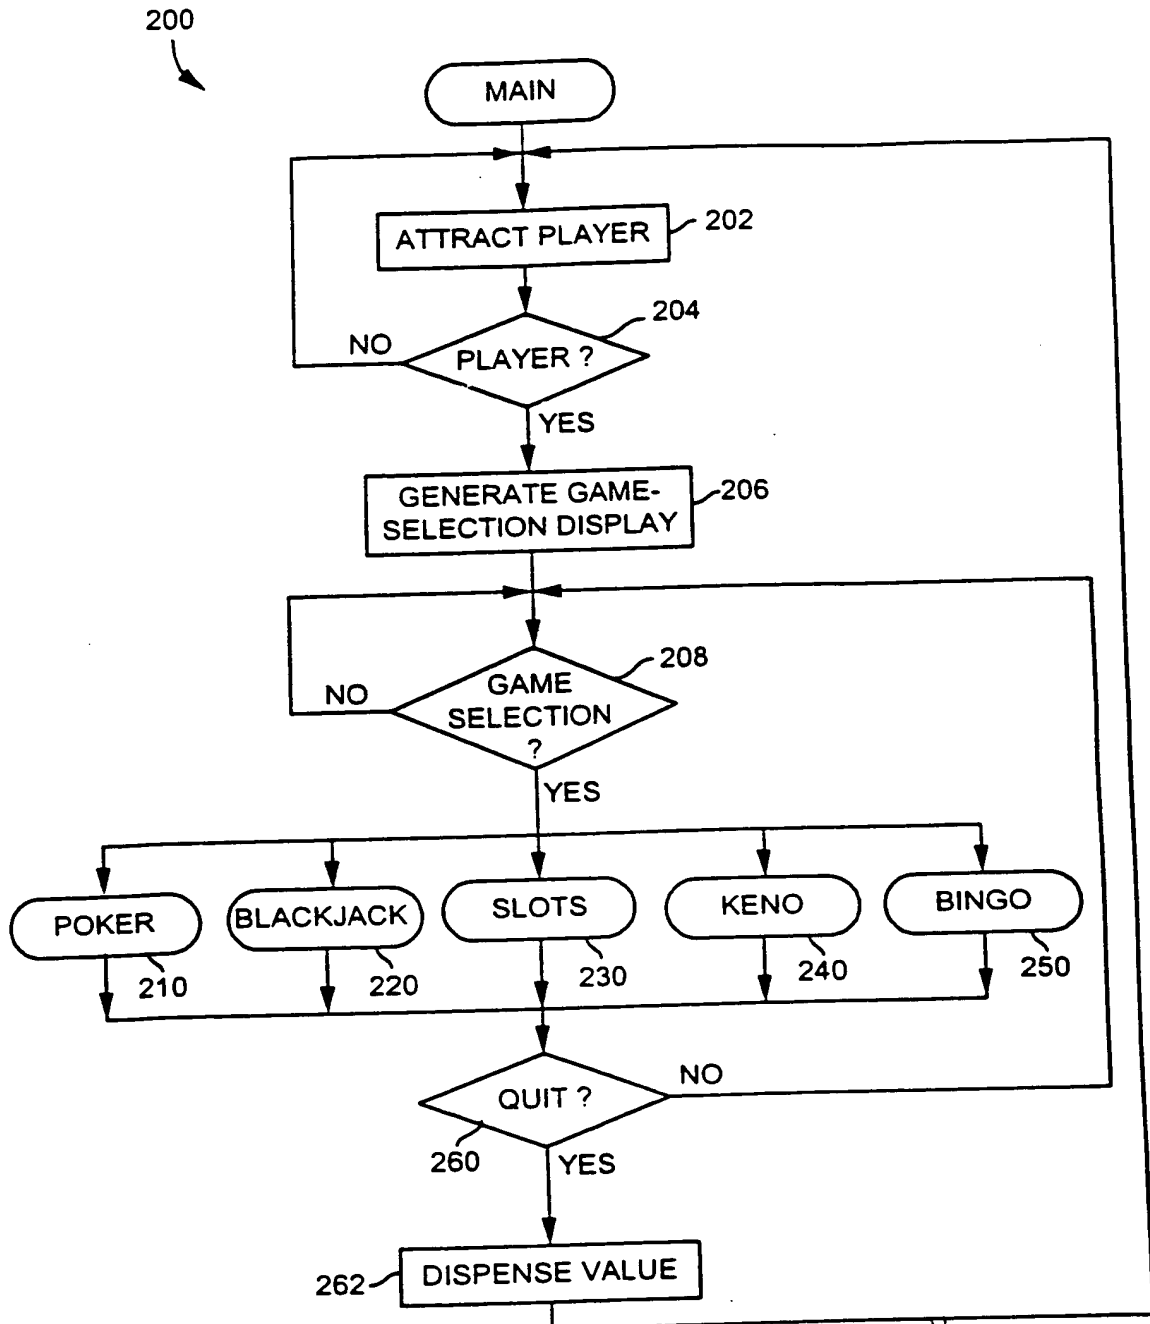 200
MAIN
ATTRACT PLAYER
202
204
NO
PLAYER ?
YES
GENERATE GAME-
SELECTION DISPLAY
206
208
NO
GAME
SELECTION
?
YES
POKER
BLACKJACK
SLOTS
KENO
BINGO
210
220
230
240
250
QUIT ?
NO
260
YES
262
DISPENSE VALUE